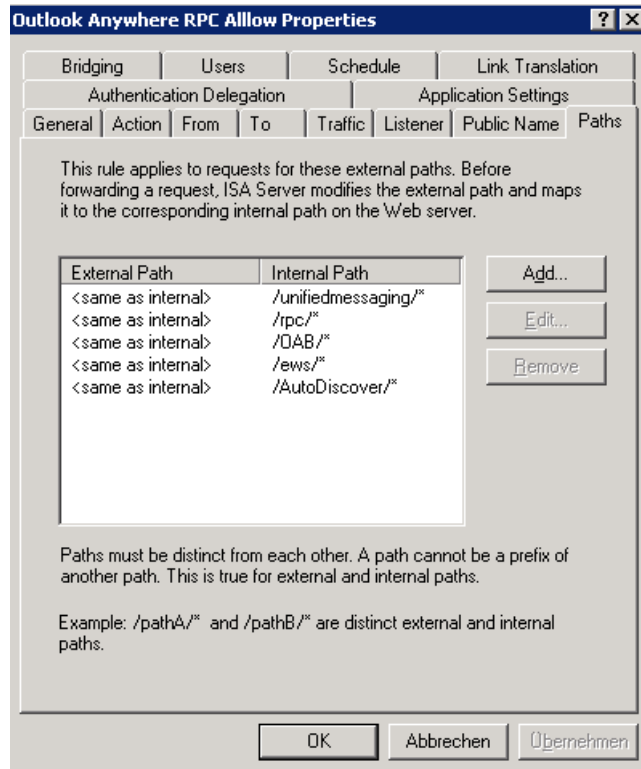 Outlook Anywhere RPC Alllow Properties
Bridging Users Schedule Link Translation
Authentication Delegation Application Settings
General Action From To Traffic Listener Public Name Paths
This rule applies to requests for these external paths. Before
forwarding a request, ISA Server modifies the external path and maps
it to the corresponding internal path on the Web server.
External Path Internal Path Add...
<same as internal> /unifiedmessaging/*
<same as internal> /rpc/* Edit...
<same as internal> /OAB/*
<same as internal> /ews/* Remove
<same as internal> /AutoDiscover/*
Paths must be distinct from each other. A path cannot be a prefix of
another path. This is true for external and internal paths.
Example: /pathA/* and /pathB/* are distinct external and internal
paths.
OK Abbrechen Übernehmen